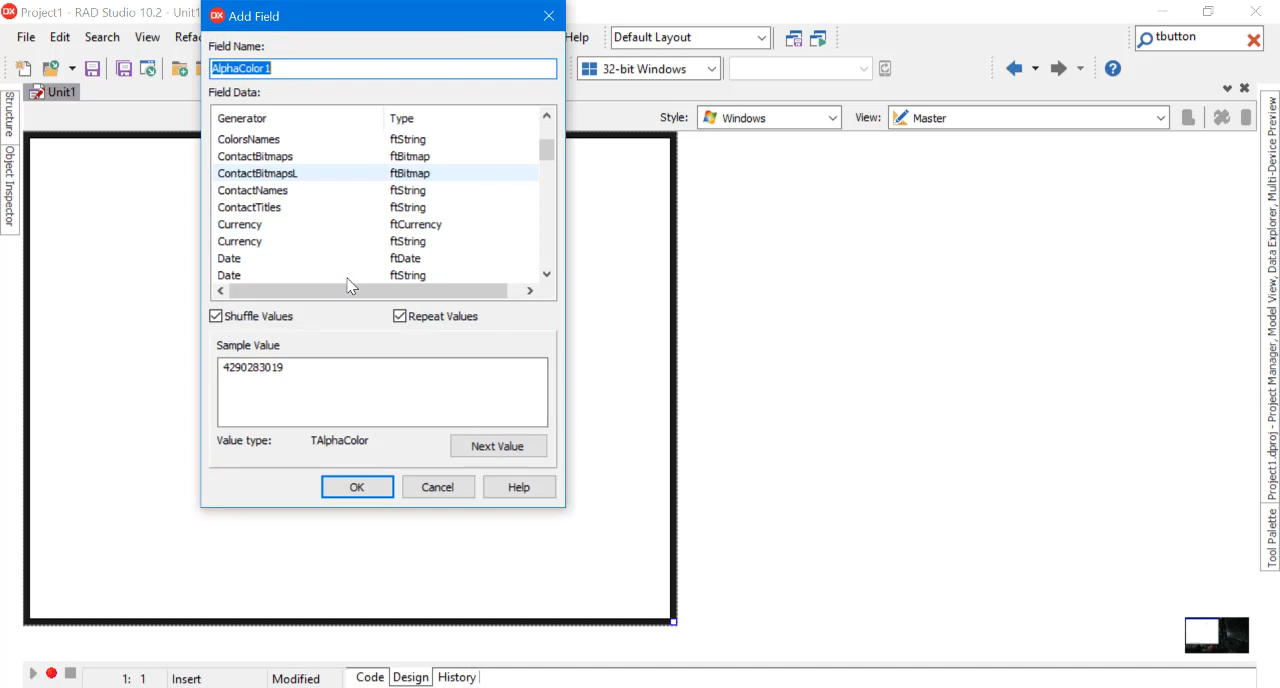 Project1 - RAD Studio 10.2 - Unit1
DX Add Field
File Edit Search View Refac
Help
Default Layout
tbutton
Field Name:
AlphaColor1
32-bit Windows
Unit1
Field Data:
Style: Windows
View: Master
Generator Type
ColorsNames ftString
ContactBitmaps ftBitmap
ContactBitmapsL ftBitmap
ContactNames ftString
ContactTitles ftString
Currency ftCurrency
Currency ftString
Date ftDate
Date ftString
Shuffle Values Repeat Values
Sample Value
4290283019
Value type: TAlphaColor Next Value
OK Cancel Help
Structure
Object Inspector
Project1.dproj - Project Manager, Model View, Data Explorer, Multi-Device Preview
Tool Palette
1: 1 Insert Modified Code Design History